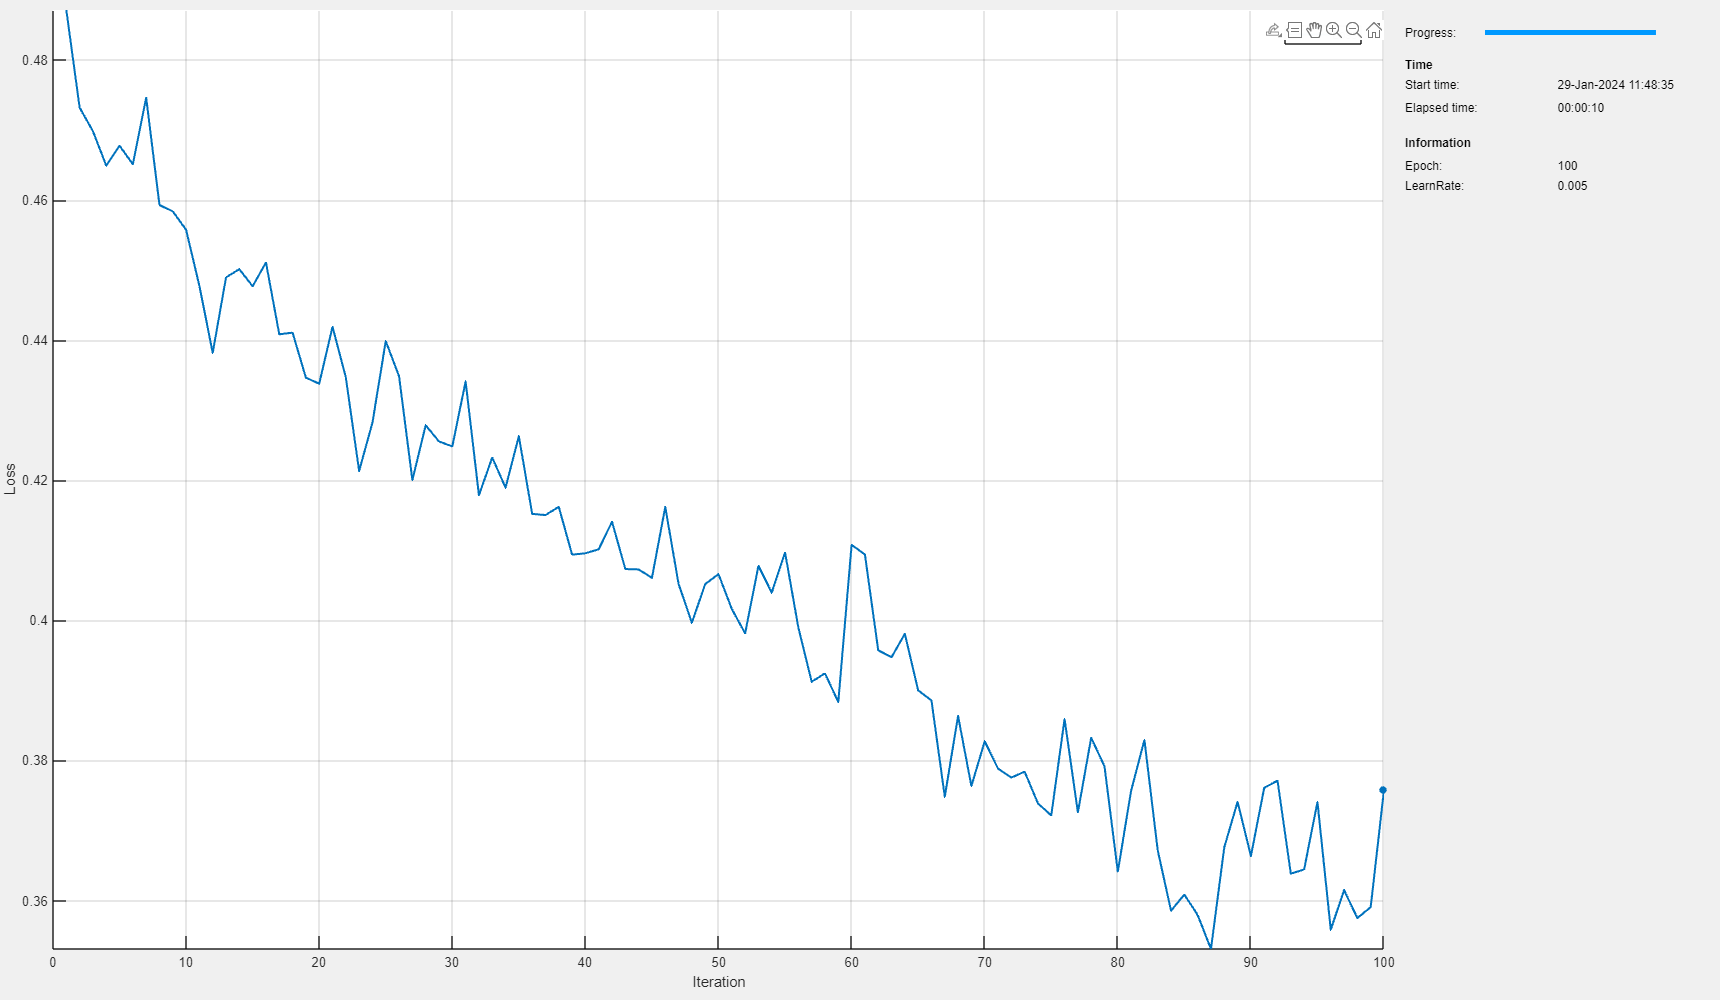 Progress:
Time
Start time: 29-Jan-2024 11:48:35
Elapsed time: 00:00:10
Information
Epoch: 100
LearnRate: 0.005
0.48
0.46
0.44
0.42
0.4
0.38
0.36
Loss
0 10 20 30 40 50 60 70 80 90 100
Iteration